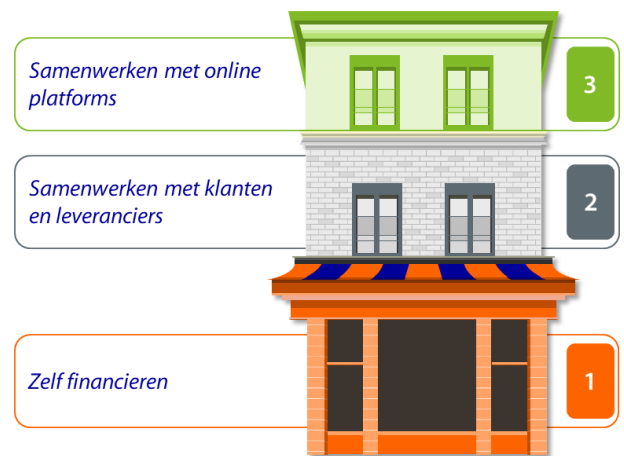 Samenwerken met online
platforms
3
Samenwerken met klanten
en leveranciers
2
Zelf financieren
1